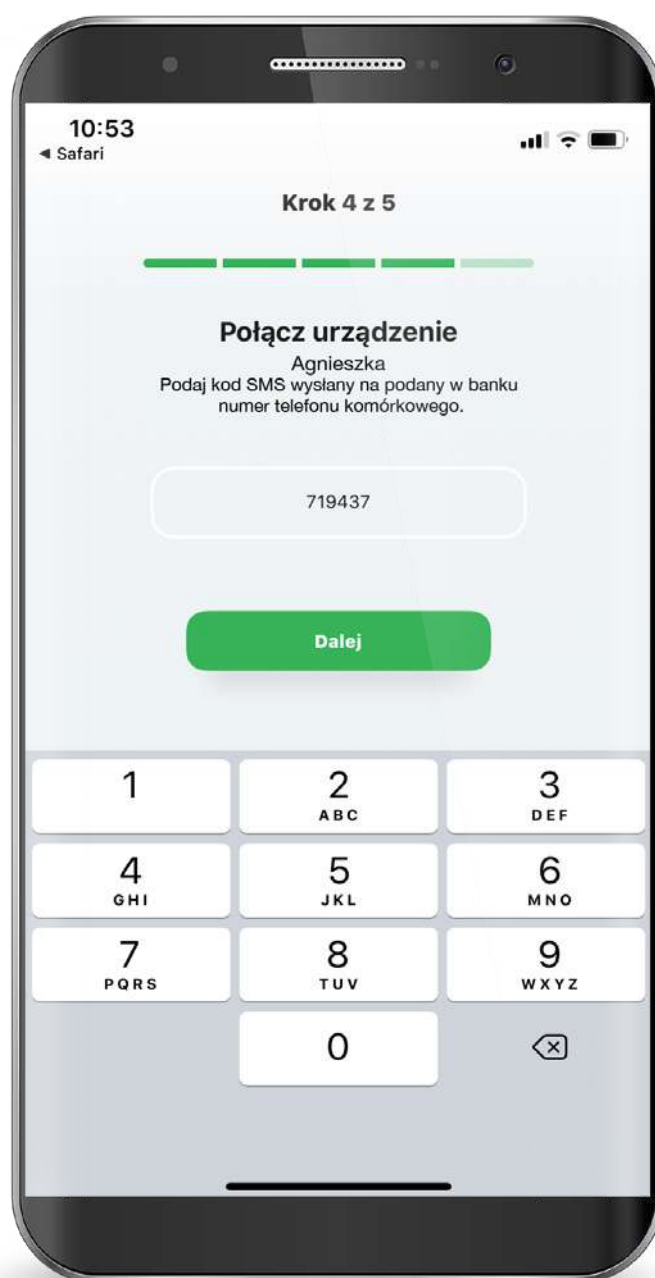 10:53
◀ Safari
Krok 4 z 5
Połącz urządzenie
Agnieszka
Podaj kod SMS wysłany na podany w banku
numer telefonu komórkowego.
719437
Dalej
1
2
ABC
3
DEF
4
GHI
5
JKL
6
MNO
7
PQRS
8
TUV
9
WXYZ
0